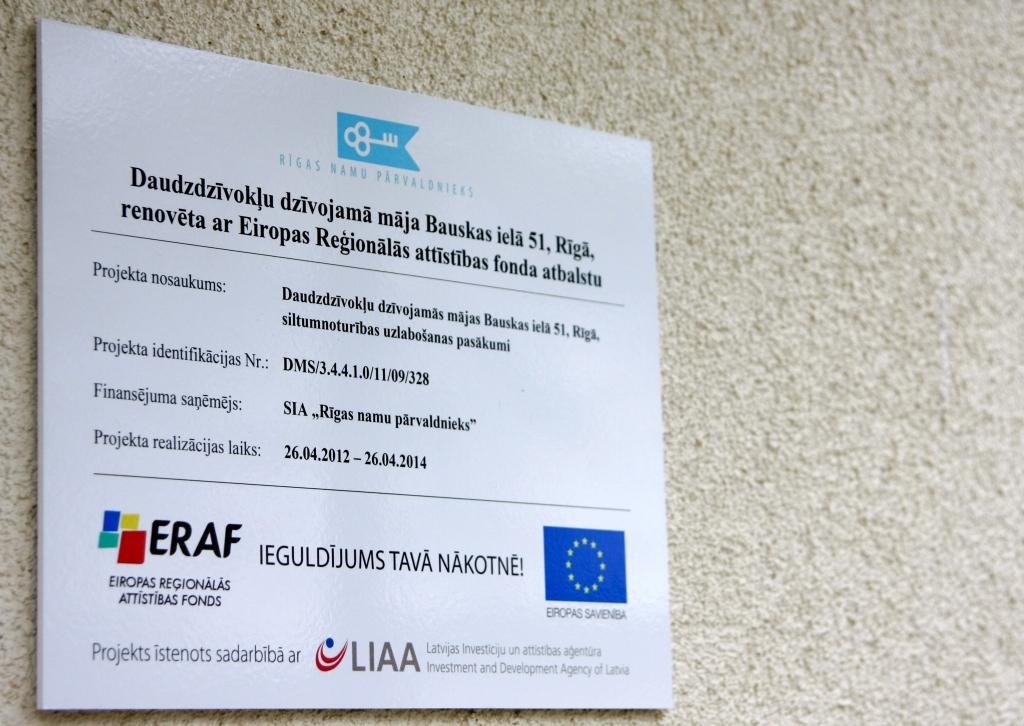 RĪGAS NAMU PĀRVALDNIEKS
Daudzdzīvokļu dzīvojamā māja Bauskas ielā 51, Rīgā,
renovēta ar Eiropas Reģionālās attīstības fonda atbalstu
Projekta nosaukums: Daudzdzīvokļu dzīvojamās mājas Bauskas ielā 51, Rīgā,
siltumnoturības uzlabošanas pasākumi
Projekta identifikācijas Nr.: DMS/3.4.4.1.0/11/09/328
Finansējuma saņēmējs: SIA „Rīgas namu pārvaldnieks”
Projekta realizācijas laiks: 26.04.2012 – 26.04.2014
ERAF
EIROPAS REĢIONĀLĀS
ATTĪSTĪBAS FONDS
IEGULDĪJUMS TAVĀ NĀKOTNĒ!
EIROPAS SAVIENĪBA
Projekts īstenots sadarbībā ar LIAA
Latvijas Investīciju un attīstības aģentūra
Investment and Development Agency of Latvia